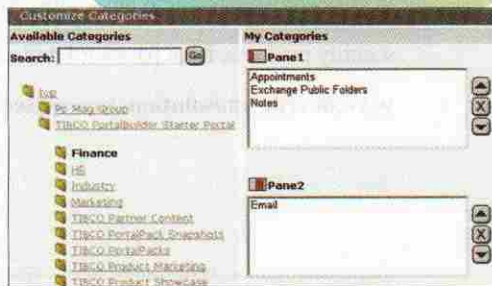 Customize Categories
Available Categories
Search:
Go
top
Pc Mag Group
TIBCO Portalbuilder Starter Portal
Finance
HR
Industry
Marketing
TIBCO Partner Content
TIBCO PortalPack Snapshots
TIBCO PortalPacks
TIBCO Product Marketing
TIBCO Product Showcase
My Categories
Pane1
Appointments
Exchange Public Folders
Notes
X
Pane2
Email
X